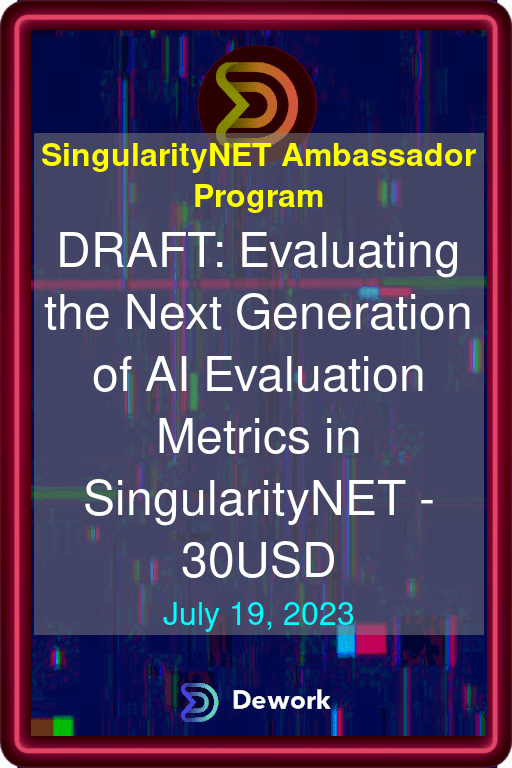 SingularityNET Ambassador
Program
DRAFT: Evaluating
the Next Generation
of AI Evaluation
Metrics in
SingularityNET -
30USD
July 19, 2023
Dework